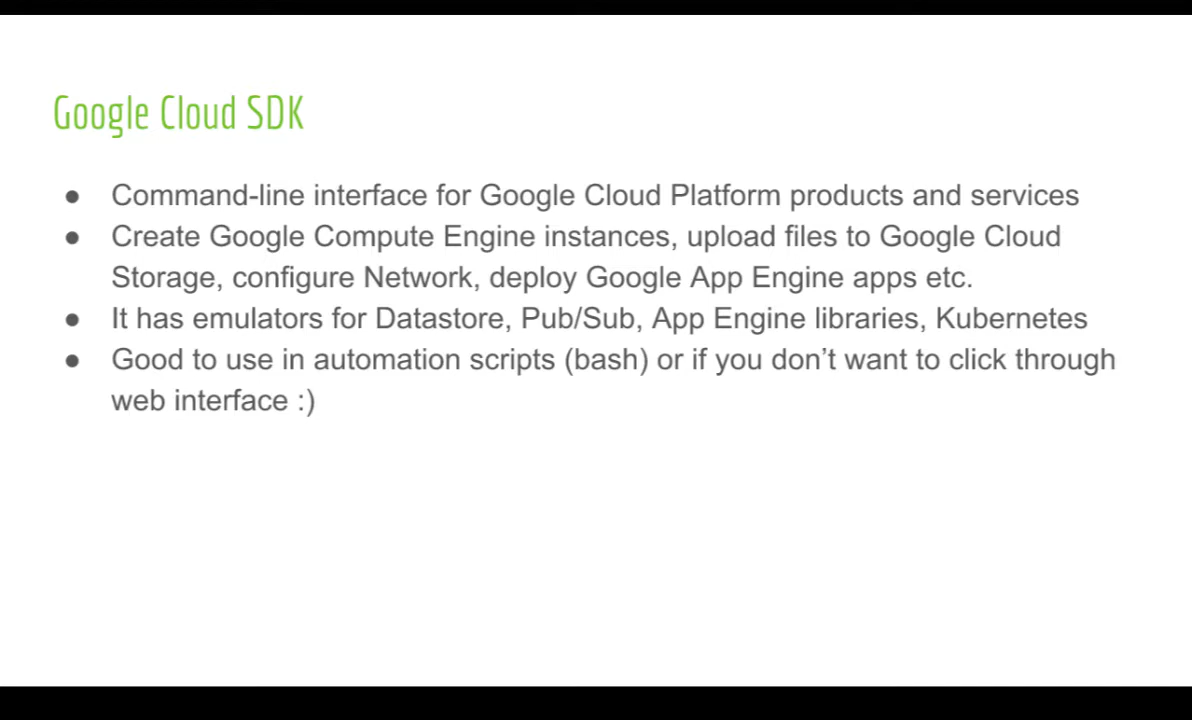 Google Cloud SDK
● Command-line interface for Google Cloud Platform products and services
● Create Google Compute Engine instances, upload files to Google Cloud
Storage, configure Network, deploy Google App Engine apps etc.
● It has emulators for Datastore, Pub/Sub, App Engine libraries, Kubernetes
● Good to use in automation scripts (bash) or if you don’t want to click through
web interface :)